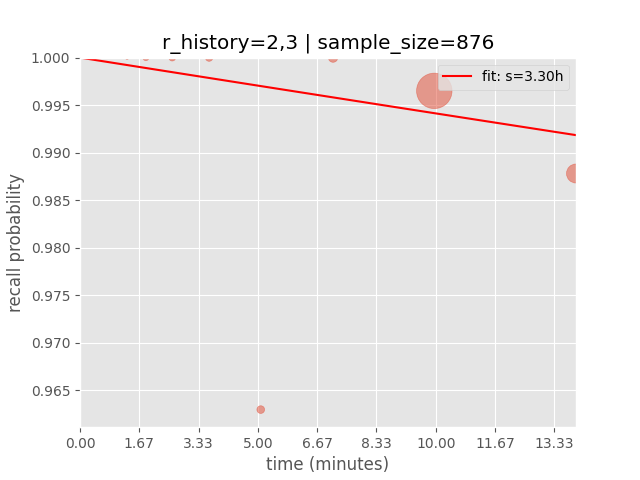 r_history=2,3 | sample_size=876
fit: s=3.30h
1.000
0.995
0.990
0.985
0.980
0.975
0.970
0.965
recall probability
0.00 1.67 3.33 5.00 6.67 8.33 10.00 11.67 13.33
time (minutes)